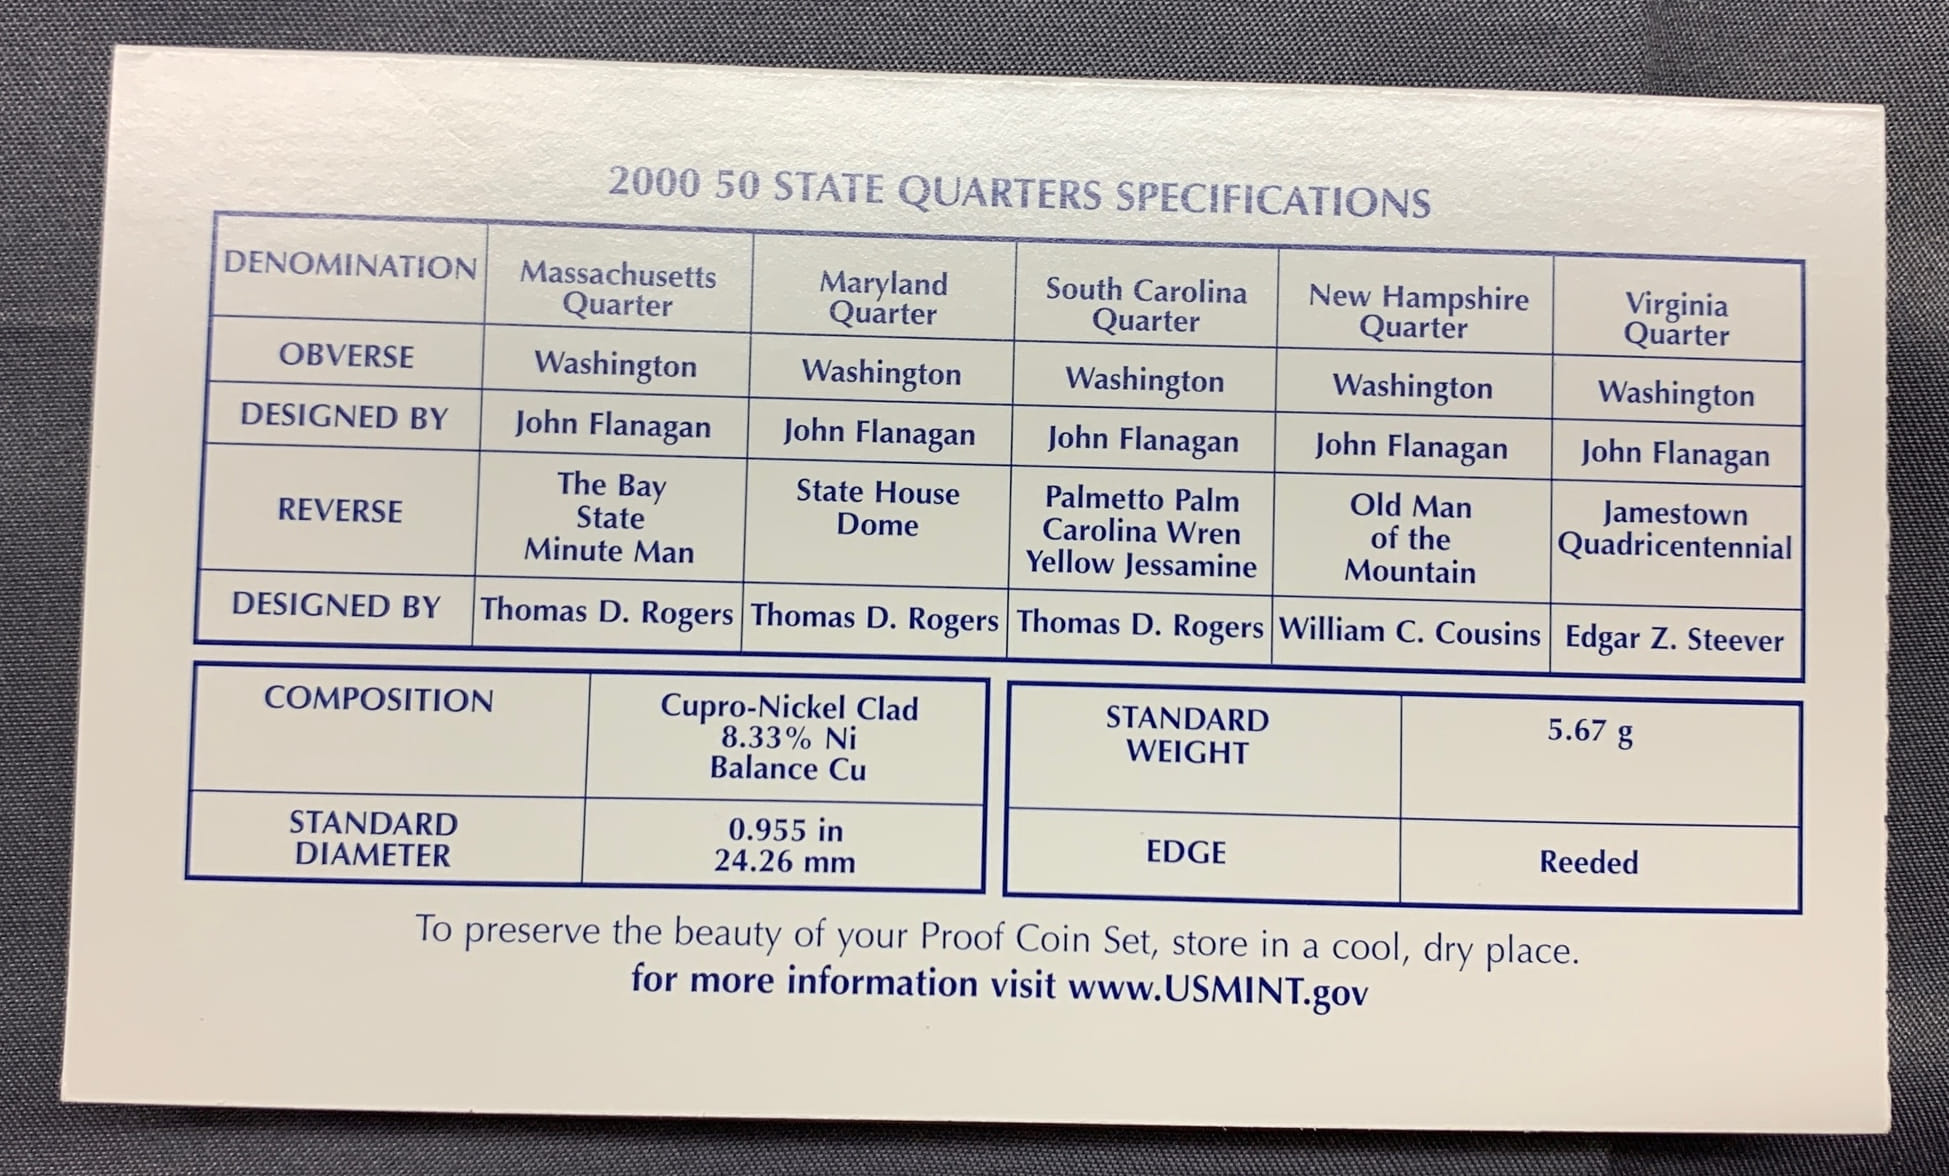 2000 50 STATE QUARTERS SPECIFICATIONS
DENOMINATION
Massachusetts
Quarter
Maryland
Quarter
South Carolina
Quarter
New Hampshire
Quarter
Virginia
Quarter
OBVERSE
Washington
Washington
Washington
Washington
Washington
DESIGNED BY
John Flanagan
John Flanagan
John Flanagan
John Flanagan
John Flanagan
REVERSE
The Bay
State
Minute Man
State House
Dome
Palmetto Palm
Carolina Wren
Yellow Jessamine
Old Man
of the
Mountain
Jamestown
Quadricentennial
DESIGNED BY
Thomas D. Rogers
Thomas D. Rogers
Thomas D. Rogers
William C. Cousins
Edgar Z. Steever
COMPOSITION
Cupro-Nickel Clad
8.33% Ni
Balance Cu
STANDARD
DIAMETER
0.955 in
24.26 mm
STANDARD
WEIGHT
5.67 g
EDGE
Reeded
To preserve the beauty of your Proof Coin Set, store in a cool, dry place.
for more information visit www.USMINT.gov